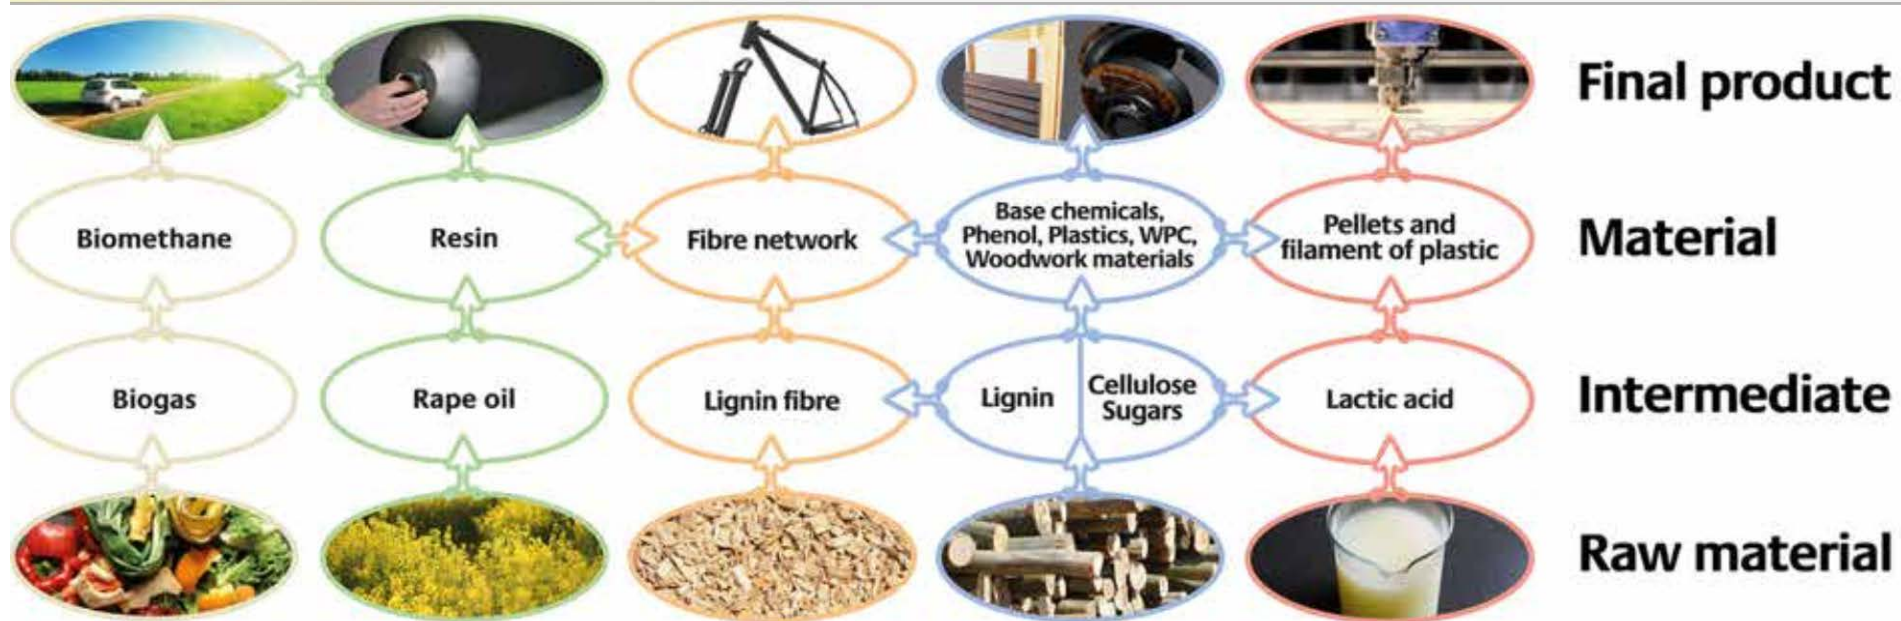 Final product
Biomethane
Resin
Fibre network
Base chemicals,
Phenol, Plastics, WPC,
Woodwork materials
Pellets and
filament of plastic
Material
Biogas
Rape oil
Lignin fibre
Lignin
Cellulose
Sugars
Lactic acid
Intermediate
Raw material